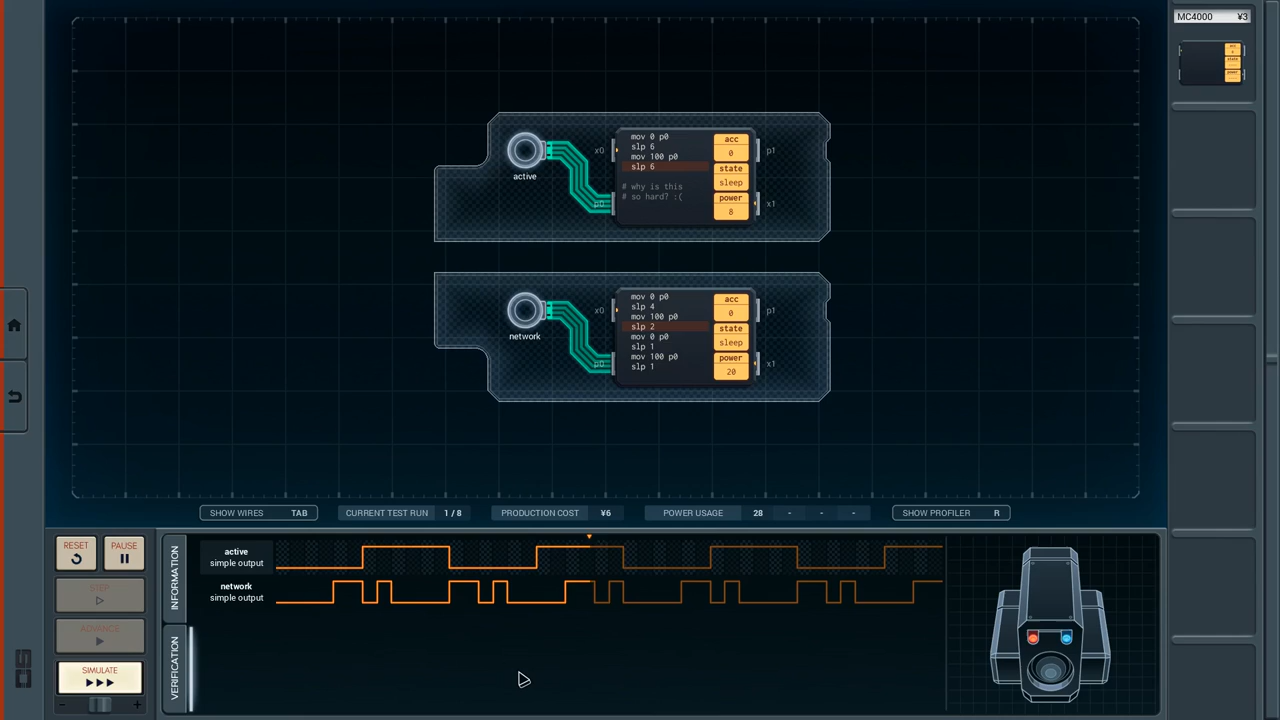 MC4000 ¥3
active
x0
p0
mov 0 p0
slp 6
mov 100 p0
slp 6
# why is this
# so hard? :(
acc
0
state
sleep
power
8
p1
x1
network
x0
p0
mov 0 p0
slp 4
mov 100 p0
slp 2
mov 0 p0
slp 1
mov 100 p0
slp 1
acc
0
state
sleep
power
20
p1
x1
SHOW WIRES TAB
CURRENT TEST RUN 1 / 8
PRODUCTION COST ¥6
POWER USAGE 28 - - -
SHOW PROFILER R
RESET
PAUSE
STEP
ADVANCE
SIMULATE
- +
INFORMATION
VERIFICATION
active
simple output
network
simple output